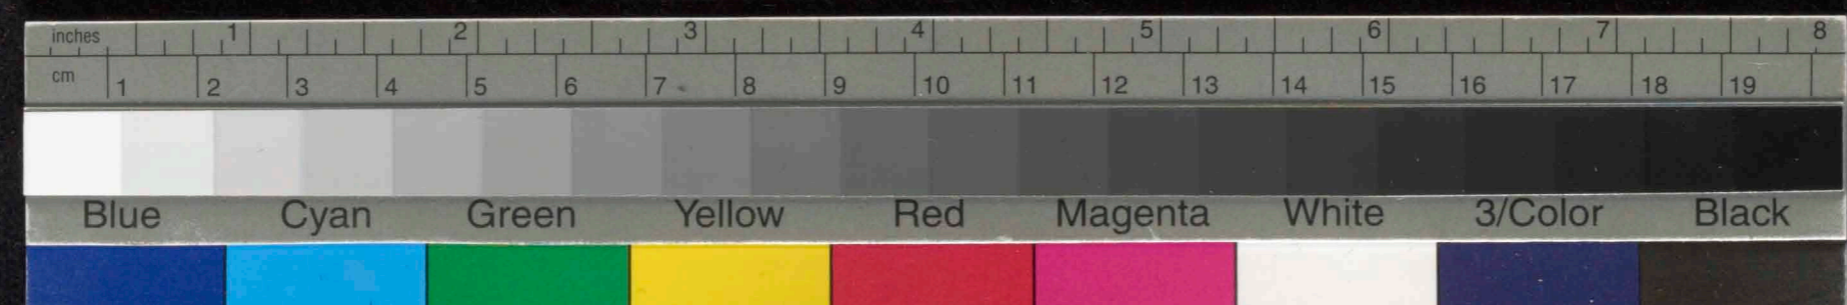 inches 1 2 3 4 5 6 7 8
cm 1 2 3 4 5 6 7 8 9 10 11 12 13 14 15 16 17 18 19
Blue Cyan Green Yellow Red Magenta White 3/Color Black